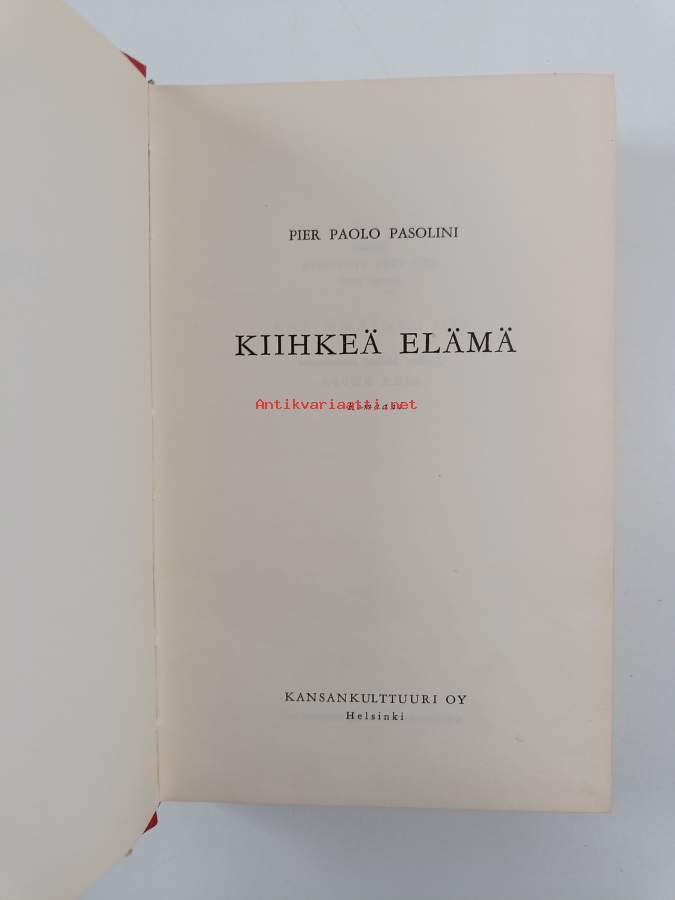 PIER PAOLO PASOLINI
KIIHKEÄ ELÄMÄ
Antikvariaatti.net
KANSANKULTTUURI OY
Helsinki